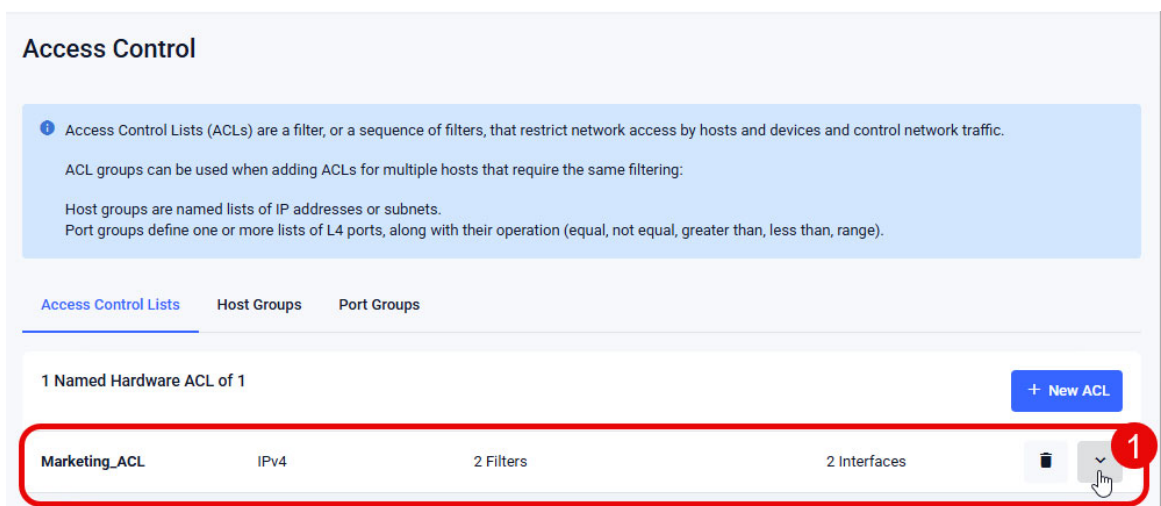 Access Control
Access Control Lists (ACLs) are a filter, or a sequence of filters, that restrict network access by hosts and devices and control network traffic.
ACL groups can be used when adding ACLs for multiple hosts that require the same filtering:
Host groups are named lists of IP addresses or subnets.
Port groups define one or more lists of L4 ports, along with their operation (equal, not equal, greater than, less than, range).
Access Control Lists Host Groups Port Groups
1 Named Hardware ACL of 1
+ New ACL
Marketing_ACL IPv4 2 Filters 2 Interfaces
1